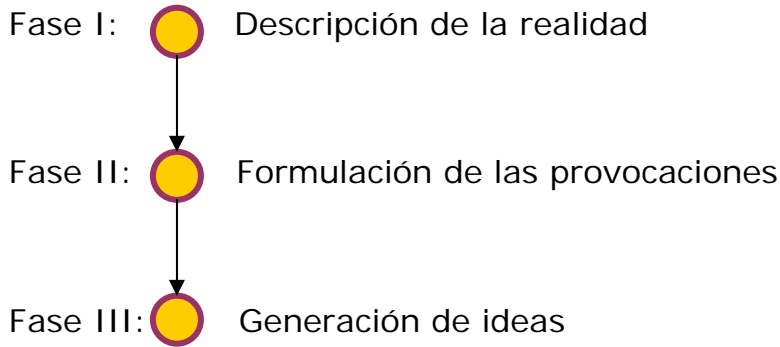 Fase I: Descripción de la realidad
Fase II: Formulación de las provocaciones
Fase III: Generación de ideas